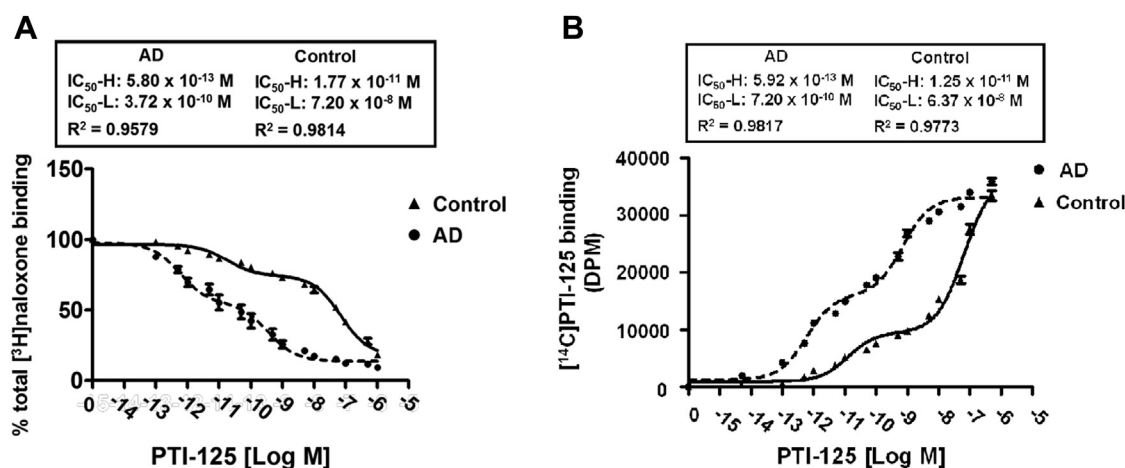 A
AD Control
IC50-H: 5.80 x 10-13 M IC50-H: 1.77 x 10-11 M
IC50-L: 3.72 x 10-10 M IC50-L: 7.20 x 10-8 M
R2 = 0.9579 R2 = 0.9814
% total [3H]naloxone binding
150
100
50
0
Control
AD
0 -14 -13 -12 -11 -10 -9 -8 -7 -6 -5
PTI-125 [Log M]
B
AD Control
IC50-H: 5.92 x 10-13 M IC50-H: 1.25 x 10-11 M
IC50-L: 7.20 x 10-10 M IC50-L: 6.37 x 10-8 M
R2 = 0.9817 R2 = 0.9773
[14C]PTI-125 binding
(DPM)
40000
30000
20000
10000
0
AD
Control
0 -15 -14 -13 -12 -11 -10 -9 -8 -7 -6 -5
PTI-125 [Log M]